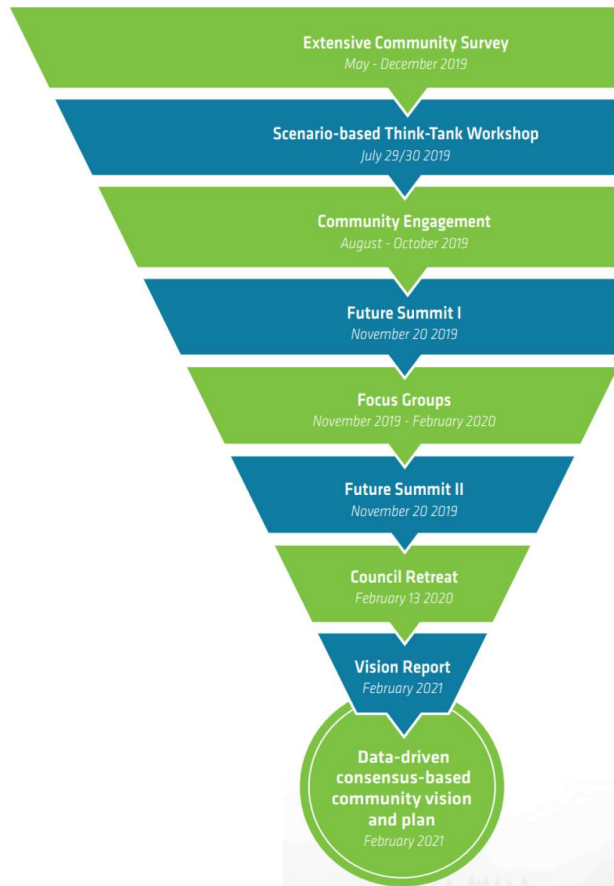 Extensive Community Survey
May - December 2019
Scenario-based Think-Tank Workshop
July 29/30 2019
Community Engagement
August - October 2019
Future Summit I
November 20 2019
Focus Groups
November 2019 - February 2020
Future Summit II
November 20 2019
Council Retreat
February 13 2020
Vision Report
February 2021
Data-driven
consensus-based
community vision
and plan
February 2021